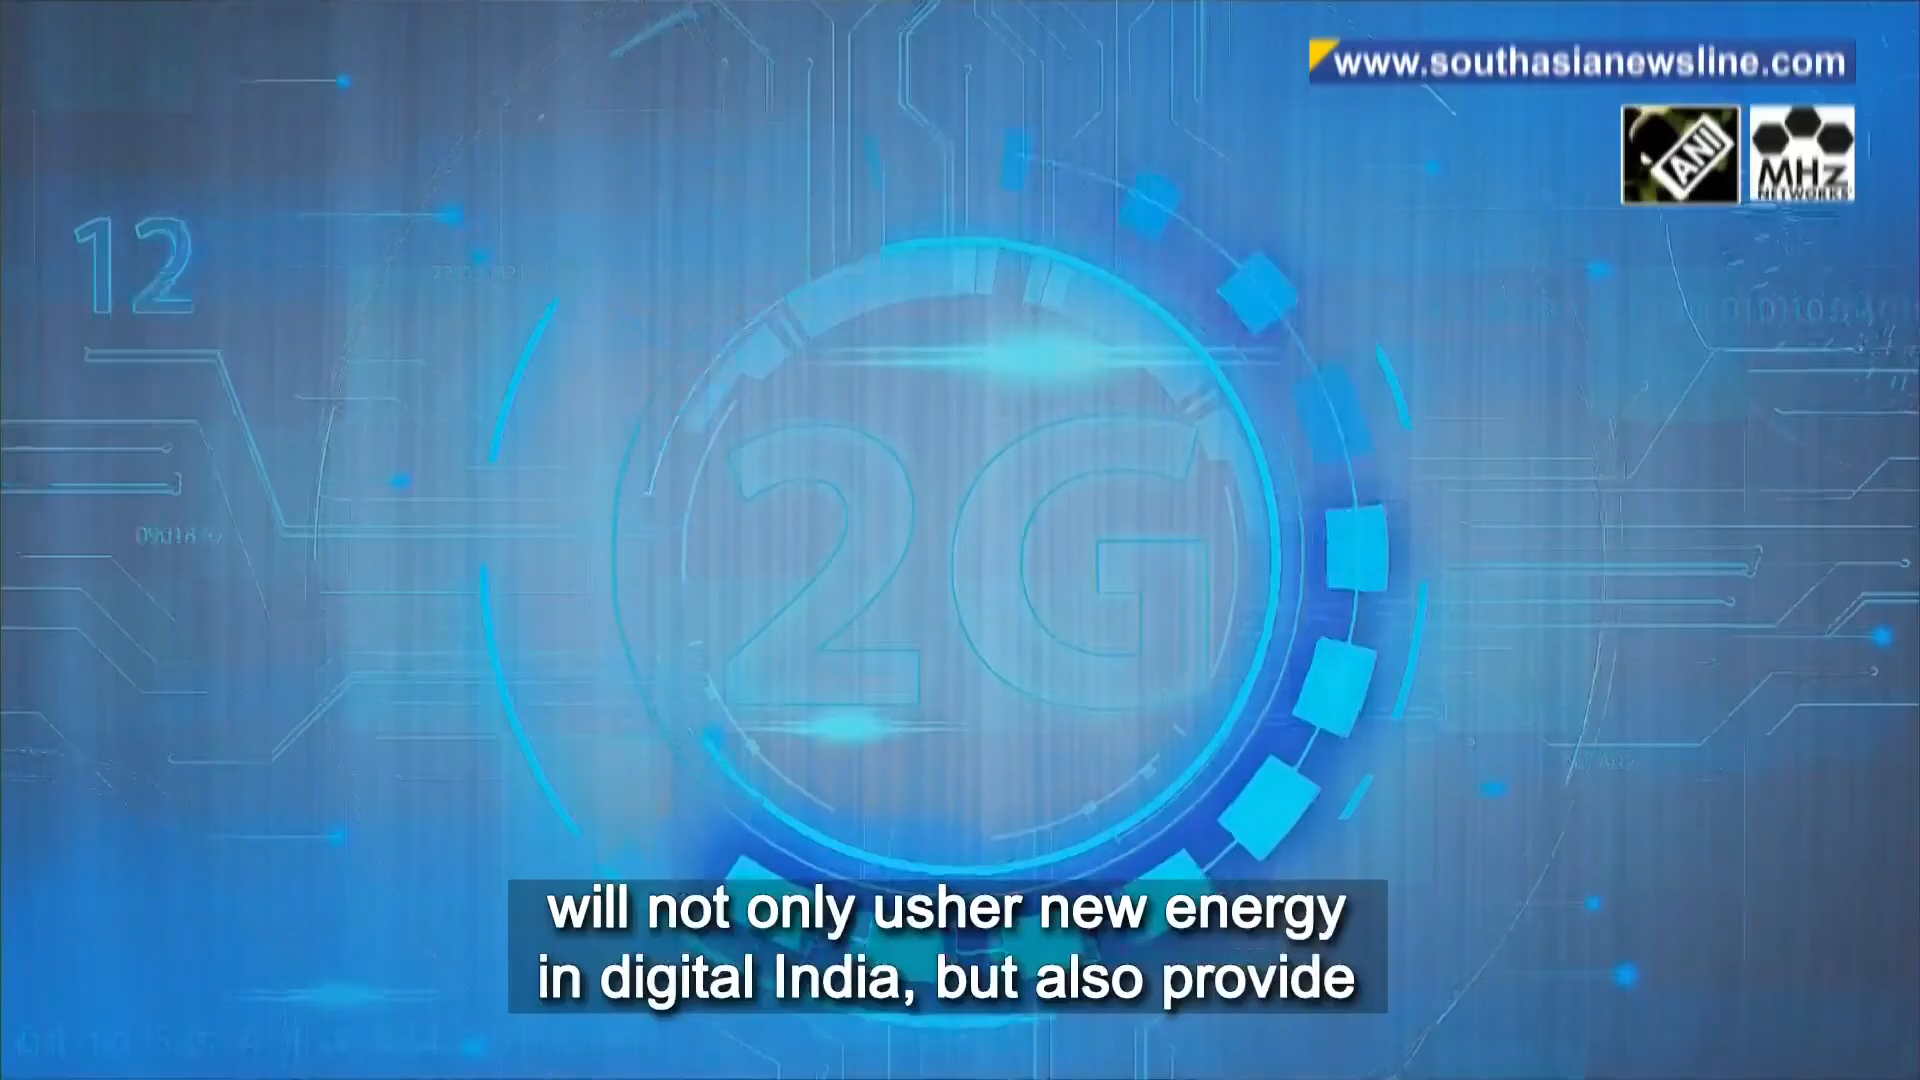 www.southasianewsline.com
ANI
MHz
NETWORKS
12
2G
will not only usher new energy
in digital India, but also provide